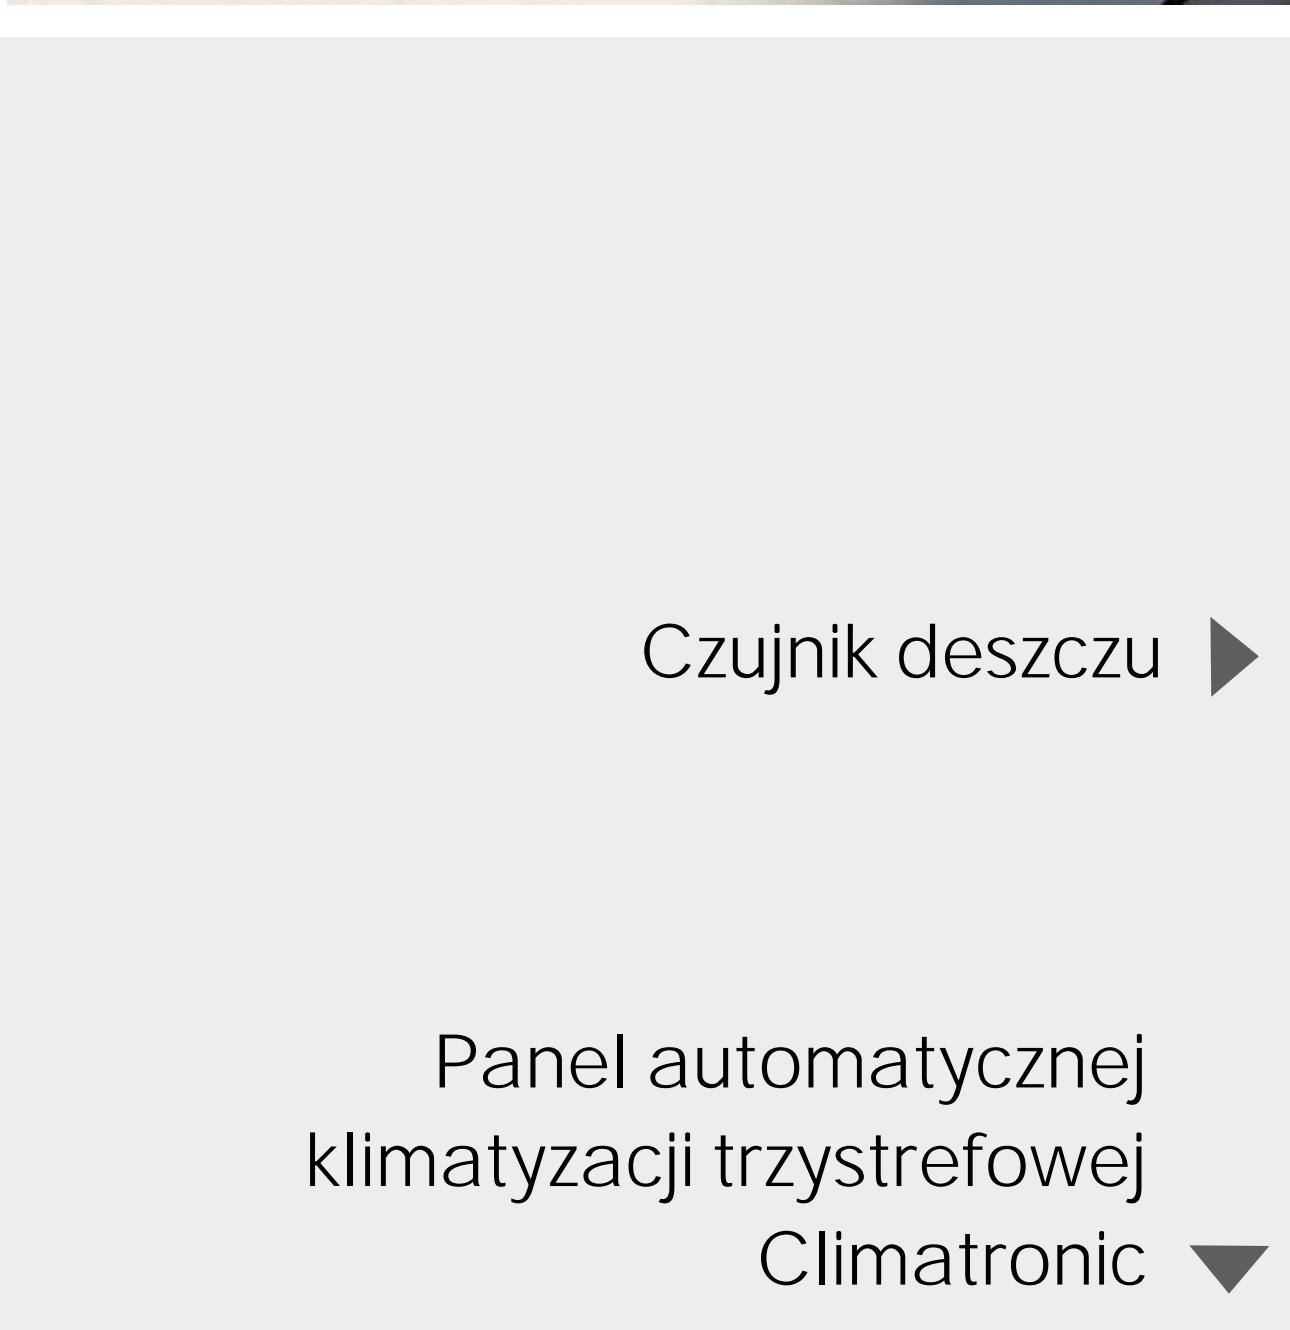 Czujnik deszczu
Panel automatycznej
klimatyzacji trzystrefowej
Climatronic